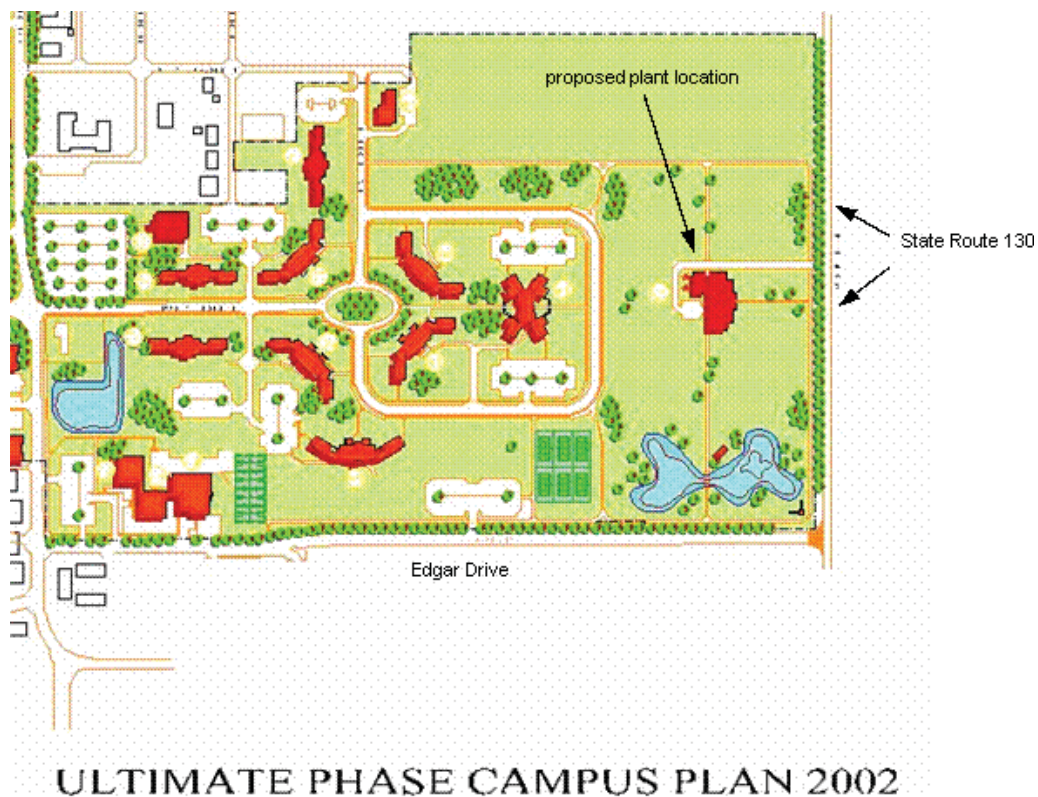 proposed plant location
State Route 130
Edgar Drive
ULTIMATE PHASE CAMPUS PLAN 2002